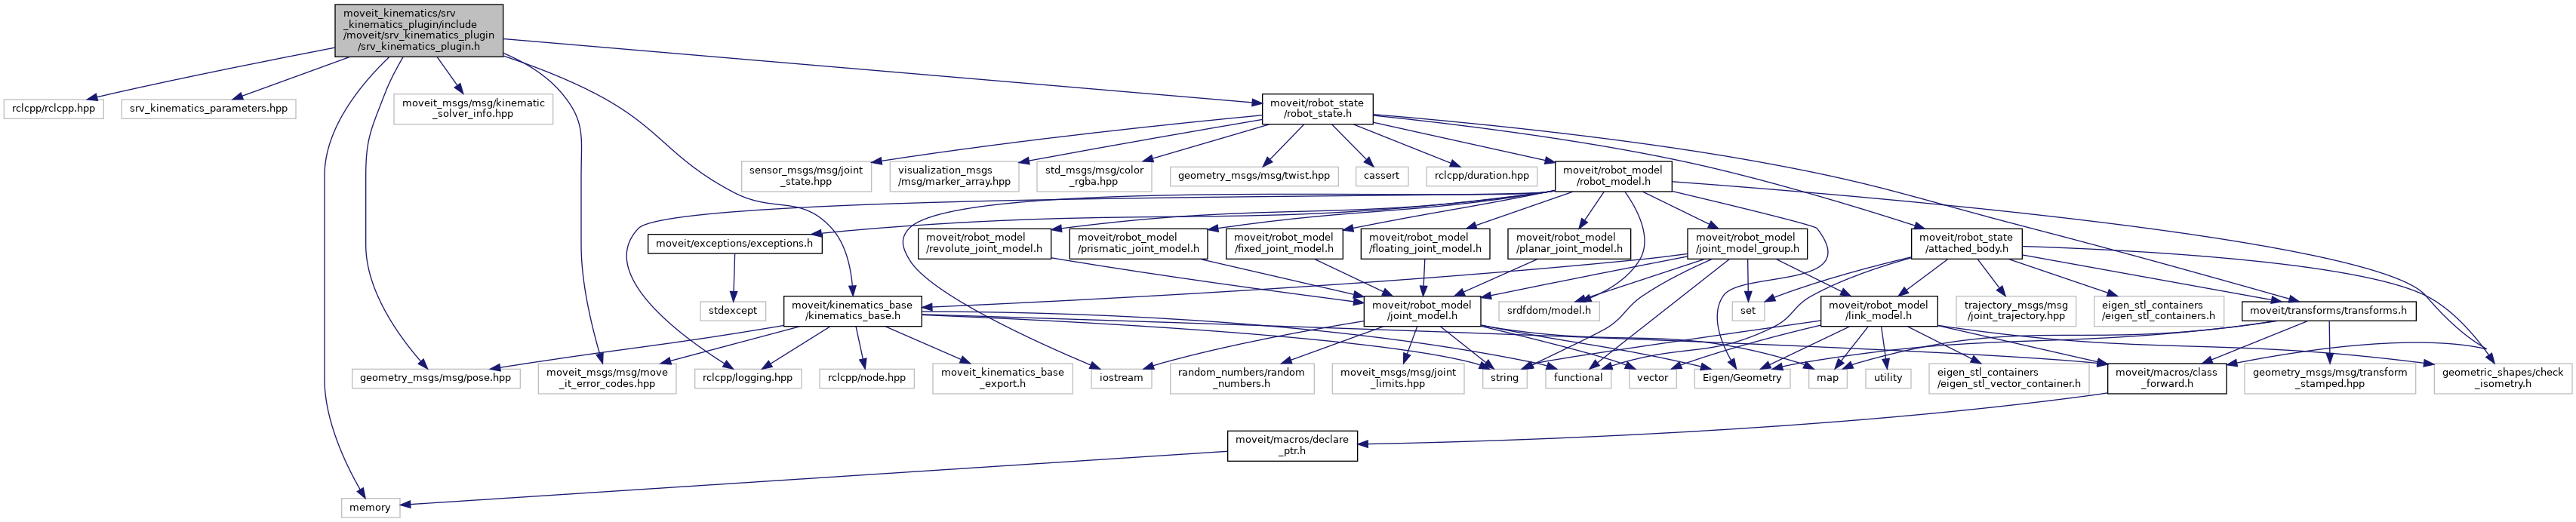 moveit_kinematics/srv
_kinematics_plugin/include
/moveit/srv_kinematics_plugin
/srv_kinematics_plugin.h
rclcpp/rclcpp.hpp
srv_kinematics_parameters.hpp
moveit_msgs/msg/kinematic
_solver_info.hpp
moveit/robot_state
/robot_state.h
sensor_msgs/msg/joint
_state.hpp
visualization_msgs
/msg/marker_array.hpp
std_msgs/msg/color
_rgba.hpp
geometry_msgs/msg/twist.hpp
cassert
rclcpp/duration.hpp
moveit/robot_model
/robot_model.h
moveit/exceptions/exceptions.h
moveit/robot_model
/revolute_joint_model.h
moveit/robot_model
/prismatic_joint_model.h
moveit/robot_model
/fixed_joint_model.h
moveit/robot_model
/floating_joint_model.h
moveit/robot_model
/planar_joint_model.h
moveit/robot_model
/joint_model_group.h
moveit/robot_state
/attached_body.h
stdexcept
moveit/kinematics_base
/kinematics_base.h
moveit/robot_model
/joint_model.h
srdfdom/model.h
set
moveit/robot_model
/link_model.h
trajectory_msgs/msg
/joint_trajectory.hpp
eigen_stl_containers
/eigen_stl_containers.h
moveit/transforms/transforms.h
geometry_msgs/msg/pose.hpp
moveit_msgs/msg/move
_it_error_codes.hpp
rclcpp/logging.hpp
rclcpp/node.hpp
moveit_kinematics_base
_export.h
iostream
random_numbers/random
_numbers.h
moveit_msgs/msg/joint
_limits.hpp
string
functional
vector
Eigen/Geometry
map
utility
eigen_stl_containers
/eigen_stl_vector_container.h
moveit/macros/class
_forward.h
geometry_msgs/msg/transform
_stamped.hpp
geometric_shapes/check
_isometry.h
moveit/macros/declare
_ptr.h
memory